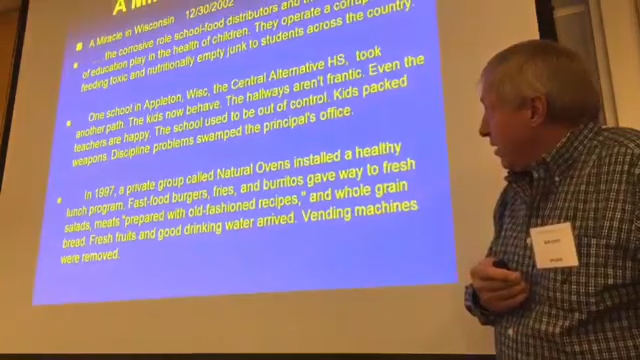 A
A Miracle in Wisconsin 12/30/2002
....the corrosive role school-food distributors and
of education play in the health of children. They operate a
feeding toxic and nutritionally empty junk to students across the country.
One school in Appleton, Wisc, the Central Alternative HS, took
another path. The kids now behave. The hallways aren't frantic. Even the
teachers are happy. The school used to be out of control. Kids packed
weapons. Discipline problems swamped the principal's office.
In 1997, a private group called Natural Ovens installed a healthy
lunch program. Fast-food burgers, fries, and burritos gave way to fresh
salads, meats "prepared with old-fashioned recipes," and whole grain
bread. Fresh fruits and good drinking water arrived. Vending machines
were removed.